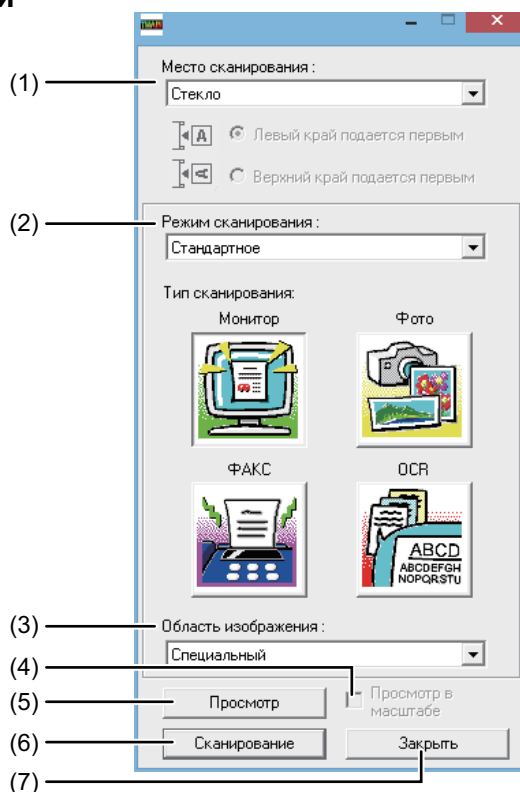 и
(1)
Место сканирования :
Стекло
A
Левый край подается первым
A
Верхний край подается первым
(2)
Режим сканирования :
Стандартное
Тип сканирования:
Монитор
Фото
ФАКС
OCR
ABCD
ABCDEFGH
NOPQRSTU
(3)
Область изображения :
Специальный
(4)
(5)
Просмотр
Просмотр в
масштабе
(6)
Сканирование
Закрыть
(7)